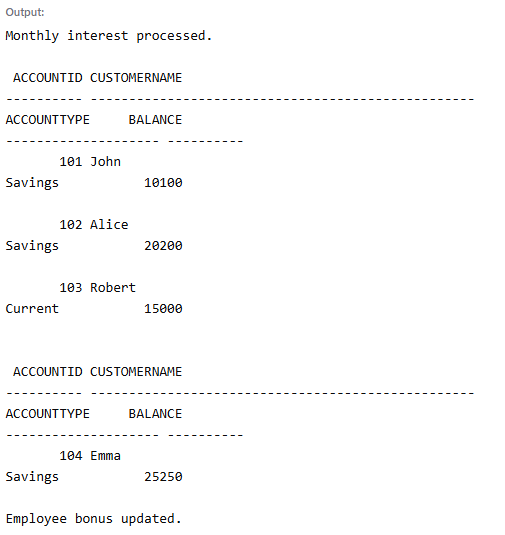 Output:
Monthly interest processed.
 ACCOUNTID CUSTOMERNAME
---------- --------------------------------------------------
ACCOUNTTYPE     BALANCE
-------------------- ----------
       101 John
Savings           10100
       102 Alice
Savings           20200
       103 Robert
Current           15000
 ACCOUNTID CUSTOMERNAME
---------- --------------------------------------------------
ACCOUNTTYPE     BALANCE
-------------------- ----------
       104 Emma
Savings           25250
Employee bonus updated.